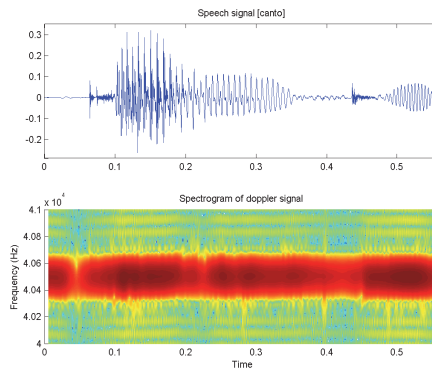 Speech signal [canto]
0.3
0.2
0.1
0
-0.1
-0.2
0 0.1 0.2 0.3 0.4 0.5
Spectrogram of doppler signal
x 10⁴
4.1
4.08
4.06
4.04
4.02
4
Frequency (Hz)
0 0.1 0.2 0.3 0.4 0.5
Time